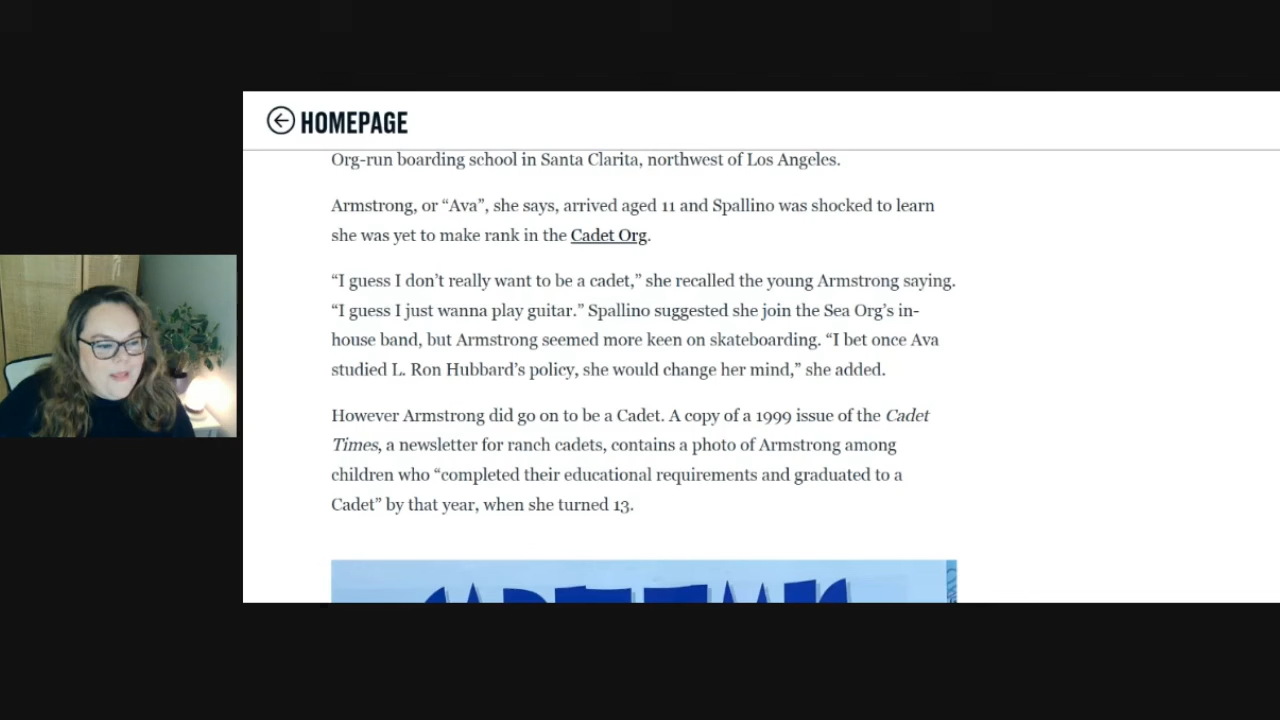 HOMEPAGE
Org-run boarding school in Santa Clarita, northwest of Los Angeles.
Armstrong, or “Ava”, she says, arrived aged 11 and Spallino was shocked to learn
she was yet to make rank in the Cadet Org.
“I guess I don’t really want to be a cadet,” she recalled the young Armstrong saying.
“I guess I just wanna play guitar.” Spallino suggested she join the Sea Org’s in-
house band, but Armstrong seemed more keen on skateboarding. “I bet once Ava
studied L. Ron Hubbard’s policy, she would change her mind,” she added.
However Armstrong did go on to be a Cadet. A copy of a 1999 issue of the Cadet
Times, a newsletter for ranch cadets, contains a photo of Armstrong among
children who “completed their educational requirements and graduated to a
Cadet” by that year, when she turned 13.